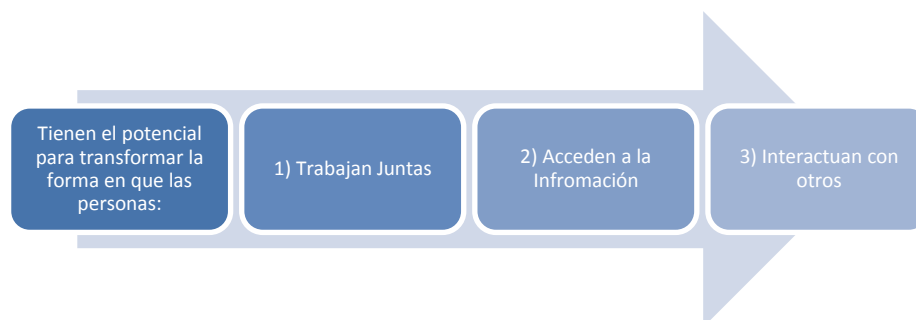 Tienen el potencial
para transformar la
forma en que las
personas:
1) Trabajan Juntas
2) Acceden a la
Infromación
3) Interactuan con
otros